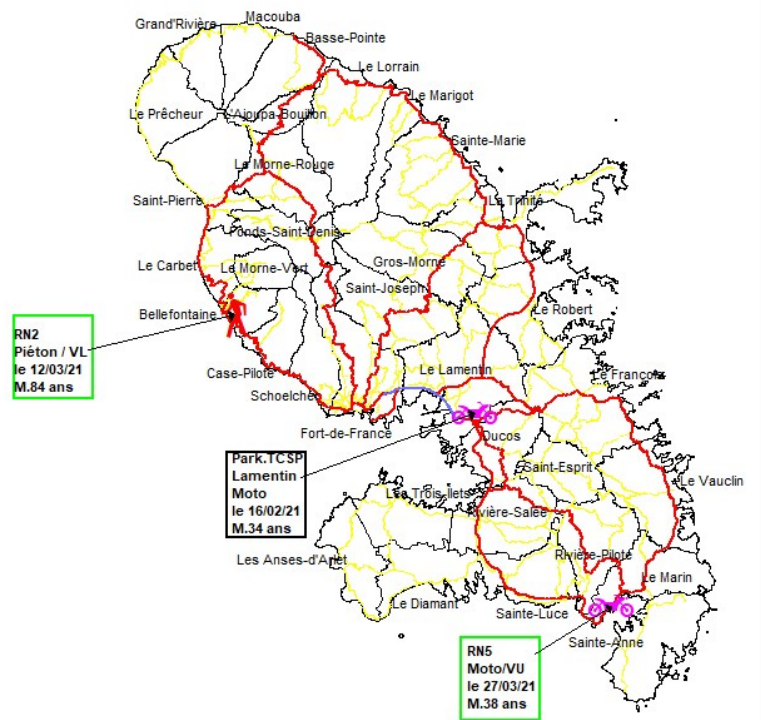 Macouba
Grand'Rivière
Basse-Pointe
Le Lorrain
Le Marigot
Le Prêcheur
L'Ajoupa-Bouillon
Sainte-Marie
Le Morne-Rouge
Saint-Pierre
La Trinité
Fonds-Saint-Denis
Le Carbet
Le Morne-Vert
Gros-Morne
Saint-Joseph
Bellefontaine
Le Robert
RN2
Piéton / VL
le 12/03/21
M.84 ans
Case-Pilote
Le Lamentin
Le François
Schoelcher
Fort-de-France
Ducos
Park.TCSP
Lamentin
Moto
le 16/02/21
M.34 ans
Saint-Esprit
Le Vauclin
Les Trois-Ilets
Rivière-Salée
Les Anses-d'Arlet
Rivière-Pilote
Le Marin
Le Diamant
Sainte-Luce
Sainte-Anne
RN5
Moto/VU
le 27/03/21
M.38 ans